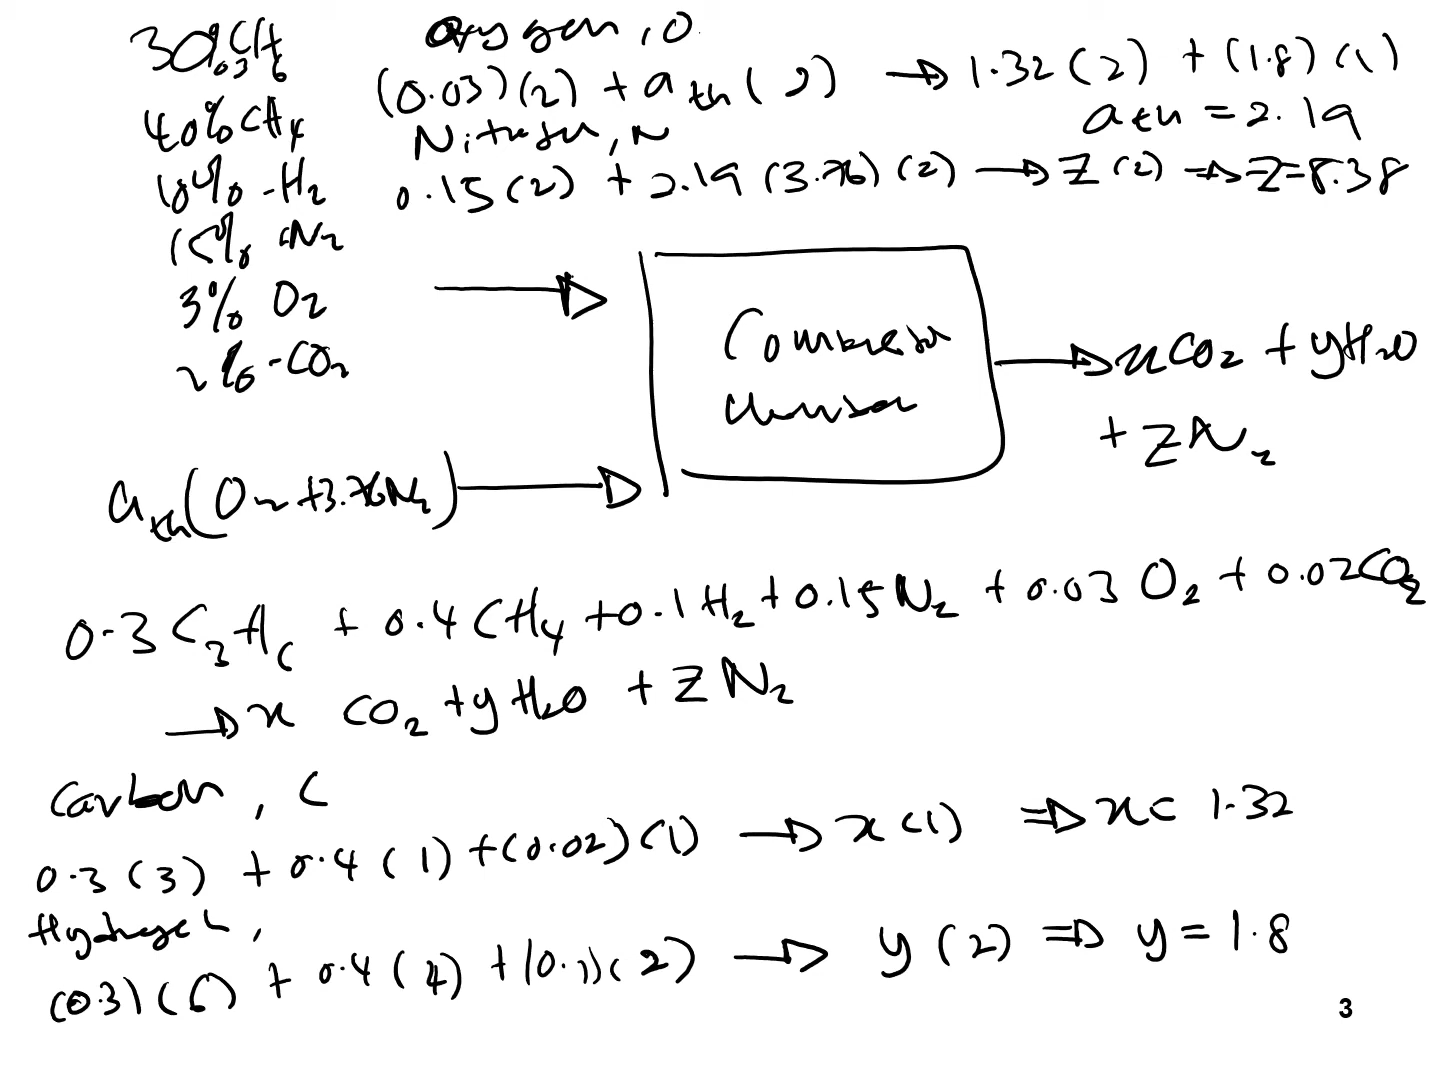 30% C3H6
40% CH4
10% - H2
15% N2
3% O2
2% - CO2
Oxygen, O
(0.03)(2) + ath(2) → 1.32(2) + (1.8)(1)
ath = 2.19
Nitrogen, N
0.15(2) + 2.19(3.76)(2) → Z(2) ⇒ Z=8.38
Combustion
chamber
→ xCO2 + yH2O
+ ZN2
ath(O2 + 3.76N2)
0.3 C3H6 + 0.4 CH4 + 0.1 H2 + 0.15 N2 + 0.03 O2 + 0.02 CO2
→ x CO2 + y H2O + Z N2
Carbon, C
0.3(3) + 0.4(1) + (0.02)(1) → x(1) ⇒ x = 1.32
Hydrogen,
(0.3)(6) + 0.4(4) + (0.1)(2) → y(2) ⇒ y = 1.8
3